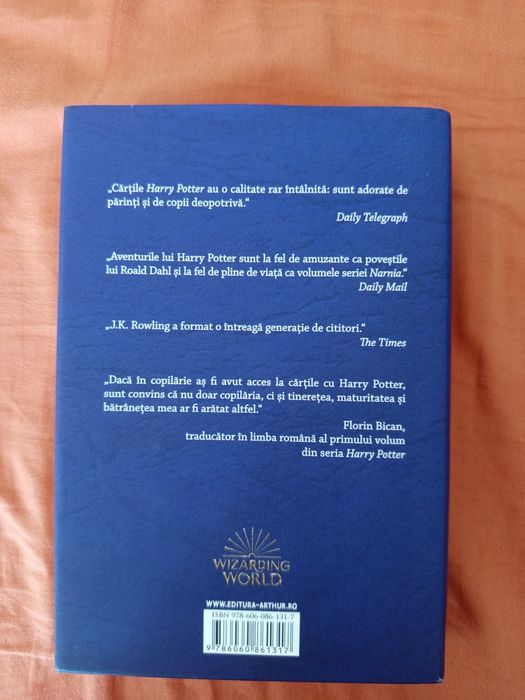 „Cărțile Harry Potter au o calitate rar întâlnită: sunt adorate de
părinți și de copii deopotrivă.“
Daily Telegraph
„Aventurile lui Harry Potter sunt la fel de amuzante ca poveștile
lui Roald Dahl și la fel de pline de viață ca volumele seriei Narnia.“
Daily Mail
„J.K. Rowling a format o întreagă generație de cititori.“
The Times
„Dacă în copilărie aș fi avut acces la cărțile cu Harry Potter,
sunt convins că nu doar copilăria, ci și tinerețea, maturitatea și
bătrânețea mea ar fi arătat altfel.“
Florin Bican,
traducător în limba română al primului volum
din seria Harry Potter
WIZARDING
WORLD
WWW.EDITURA-ARTHUR.RO
ISBN 978-606-086-131-7
9 786060 861317